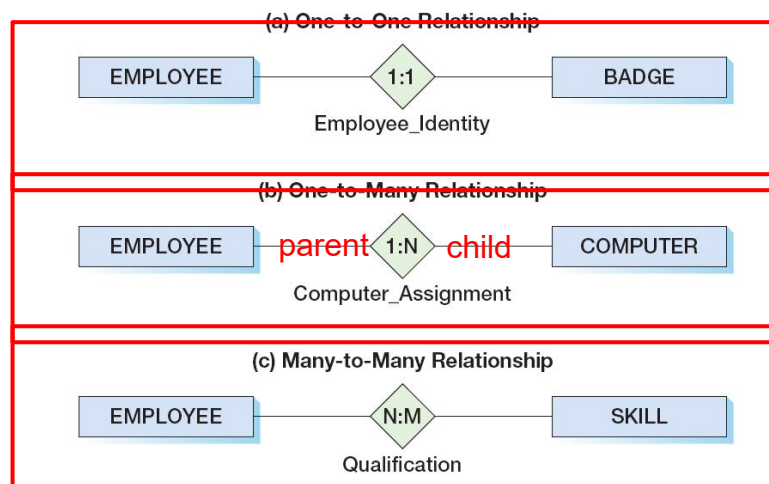 (a) One-to-One Relationship
EMPLOYEE 1:1 BADGE
Employee_Identity
(b) One-to-Many Relationship
EMPLOYEE parent 1:N child COMPUTER
Computer_Assignment
(c) Many-to-Many Relationship
EMPLOYEE N:M SKILL
Qualification